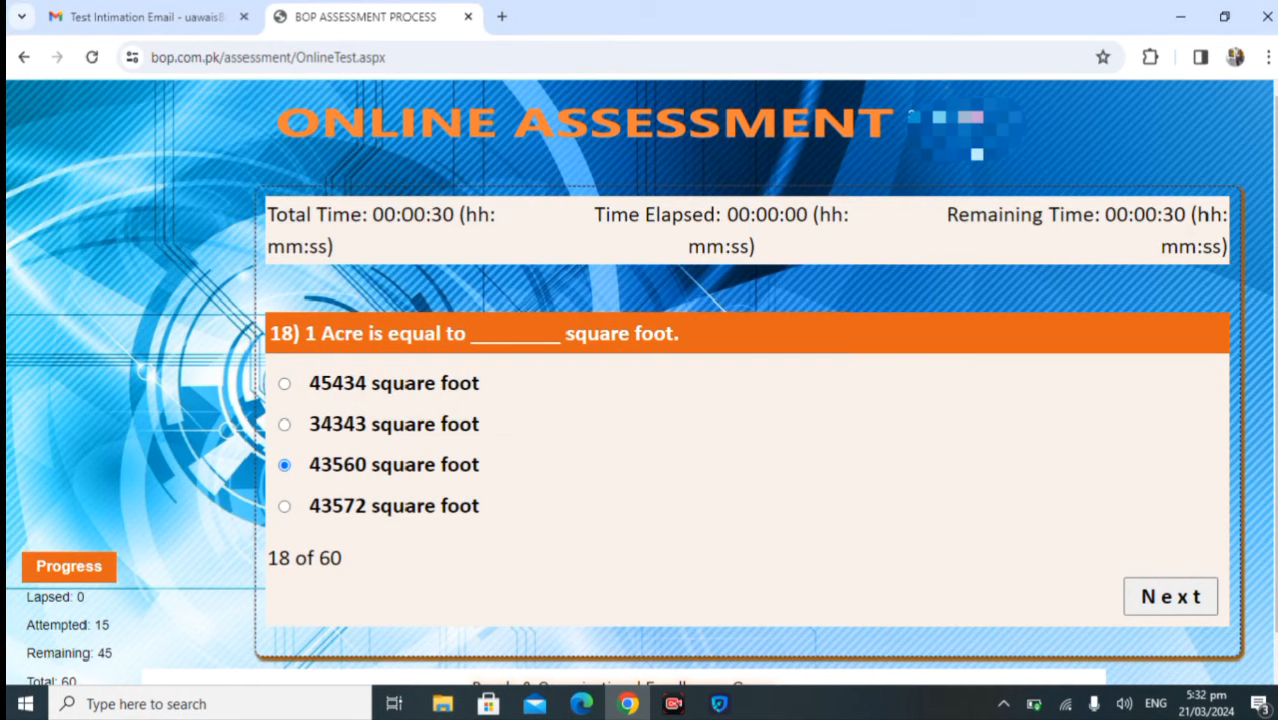 Test Intimation Email - uawais8
BOP ASSESSMENT PROCESS
bop.com.pk/assessment/OnlineTest.aspx
ONLINE ASSESSMENT
Total Time: 00:00:30 (hh:
mm:ss)
Time Elapsed: 00:00:00 (hh:
mm:ss)
Remaining Time: 00:00:30 (hh:
mm:ss)
18) 1 Acre is equal to ________ square foot.
45434 square foot
34343 square foot
43560 square foot
43572 square foot
18 of 60
Next
Progress
Lapsed: 0
Attempted: 15
Remaining: 45
Total: 60
Type here to search
ENG
5:32 pm
21/03/2024
3